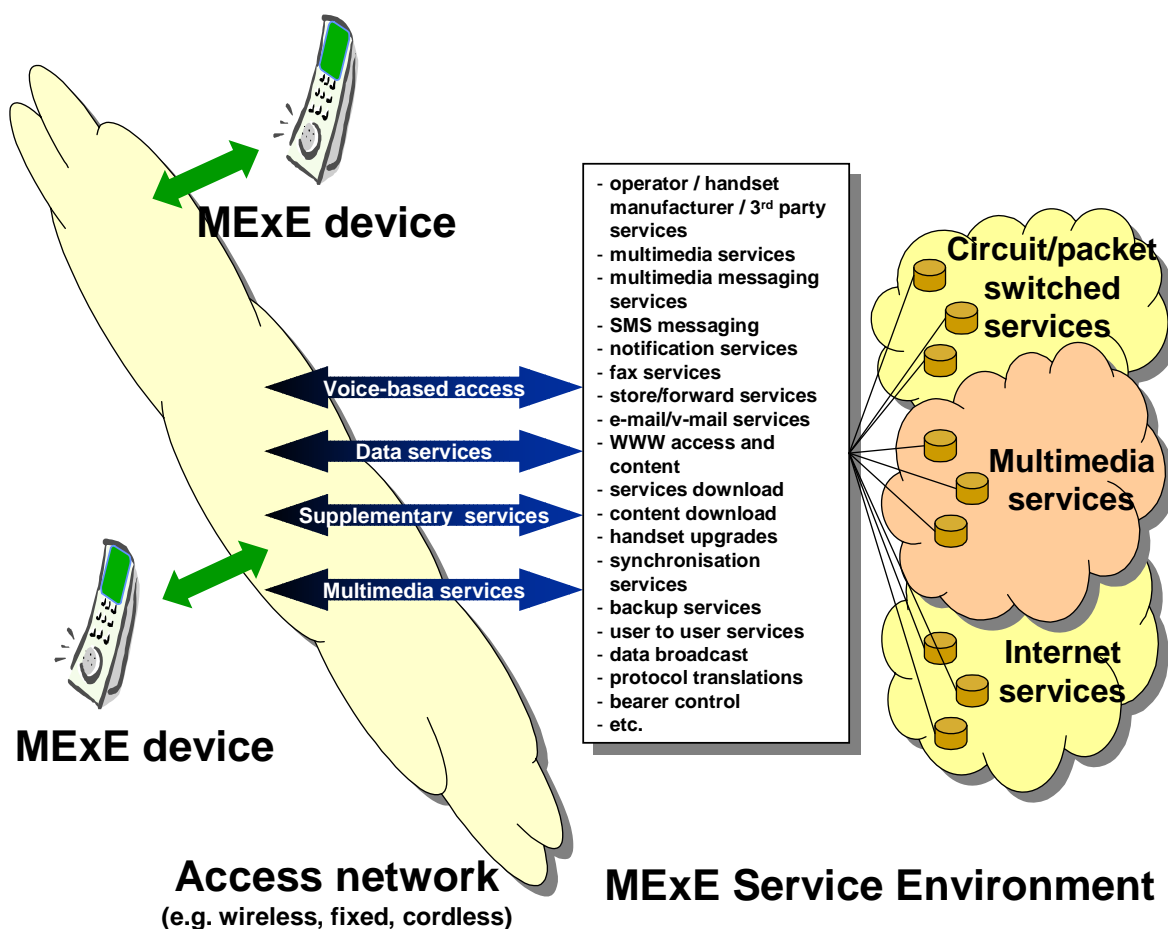 MExE device
- operator / handset
manufacturer / 3rd party
services
- multimedia services
- multimedia messaging
services
- SMS messaging
- notification services
- fax services
- store/forward services
- e-mail/v-mail services
- WWW access and
content
- services download
- content download
- handset upgrades
- synchronisation
services
- backup services
- user to user services
- data broadcast
- protocol translations
- bearer control
- etc.
Circuit/packet
switched
services
Voice-based access
Data services
Supplementary services
Multimedia services
Multimedia
services
Internet
services
MExE device
Access network
(e.g. wireless, fixed, cordless)
MExE Service Environment